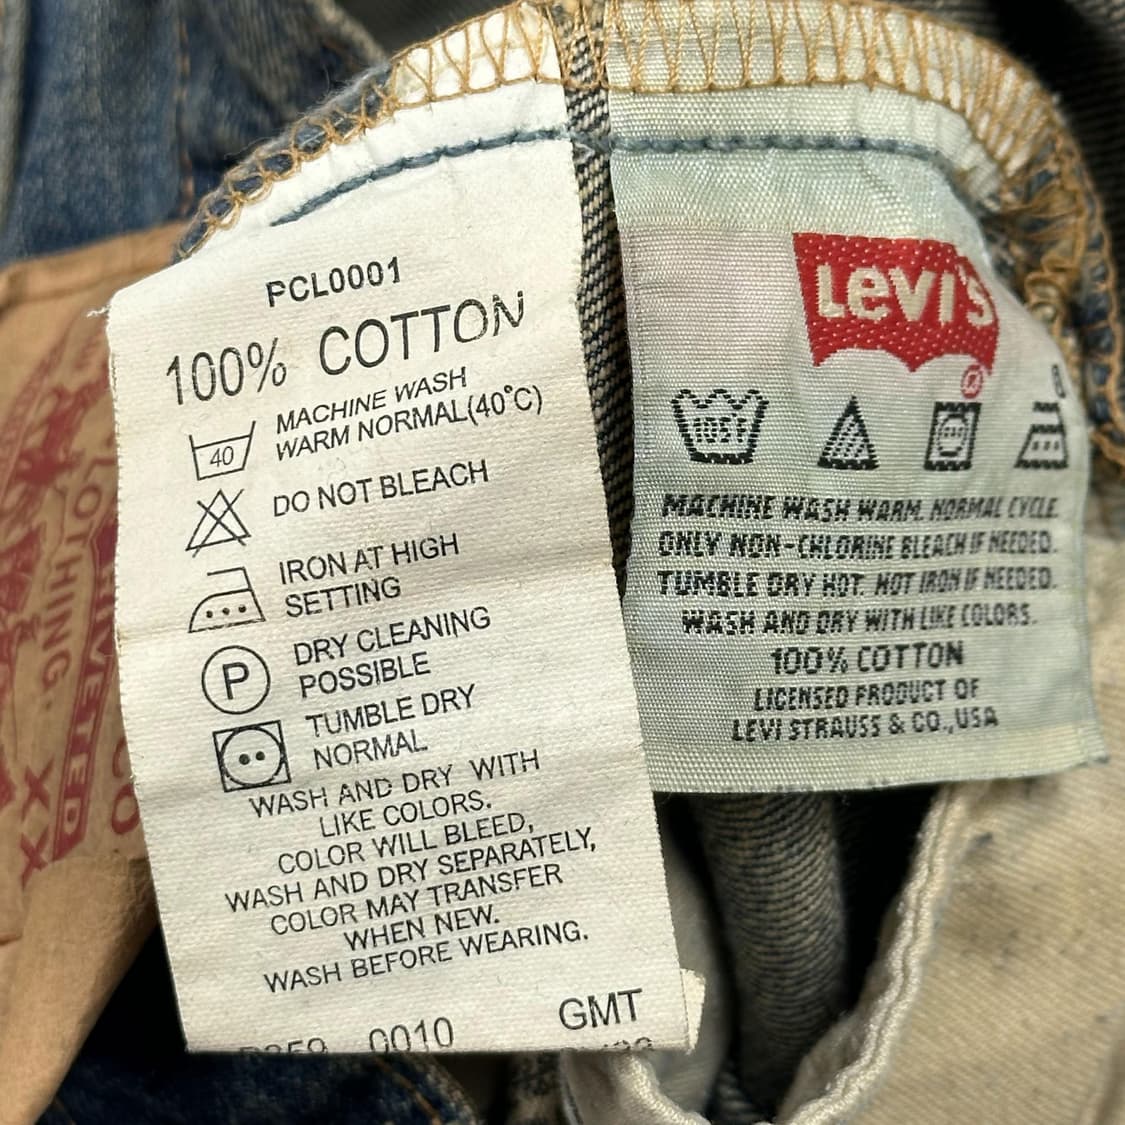 PCL0001
100% COTTON
MACHINE WASH
WARM NORMAL(40°C)
40
DO NOT BLEACH
IRON AT HIGH
SETTING
P
DRY CLEANING
POSSIBLE
TUMBLE DRY
NORMAL
WASH AND DRY WITH
LIKE COLORS.
COLOR WILL BLEED,
WASH AND DRY SEPARATELY,
COLOR MAY TRANSFER
WHEN NEW.
WASH BEFORE WEARING.
0010 GMT
LEVI'S
®
8
105F
MACHINE WASH WARM. NORMAL CYCLE.
ONLY NON-CHLORINE BLEACH IF NEEDED.
TUMBLE DRY HOT. HOT IRON IF NEEDED.
WASH AND DRY WITH LIKE COLORS.
100% COTTON
LICENSED PRODUCT OF
LEVI STRAUSS & CO., USA
XX